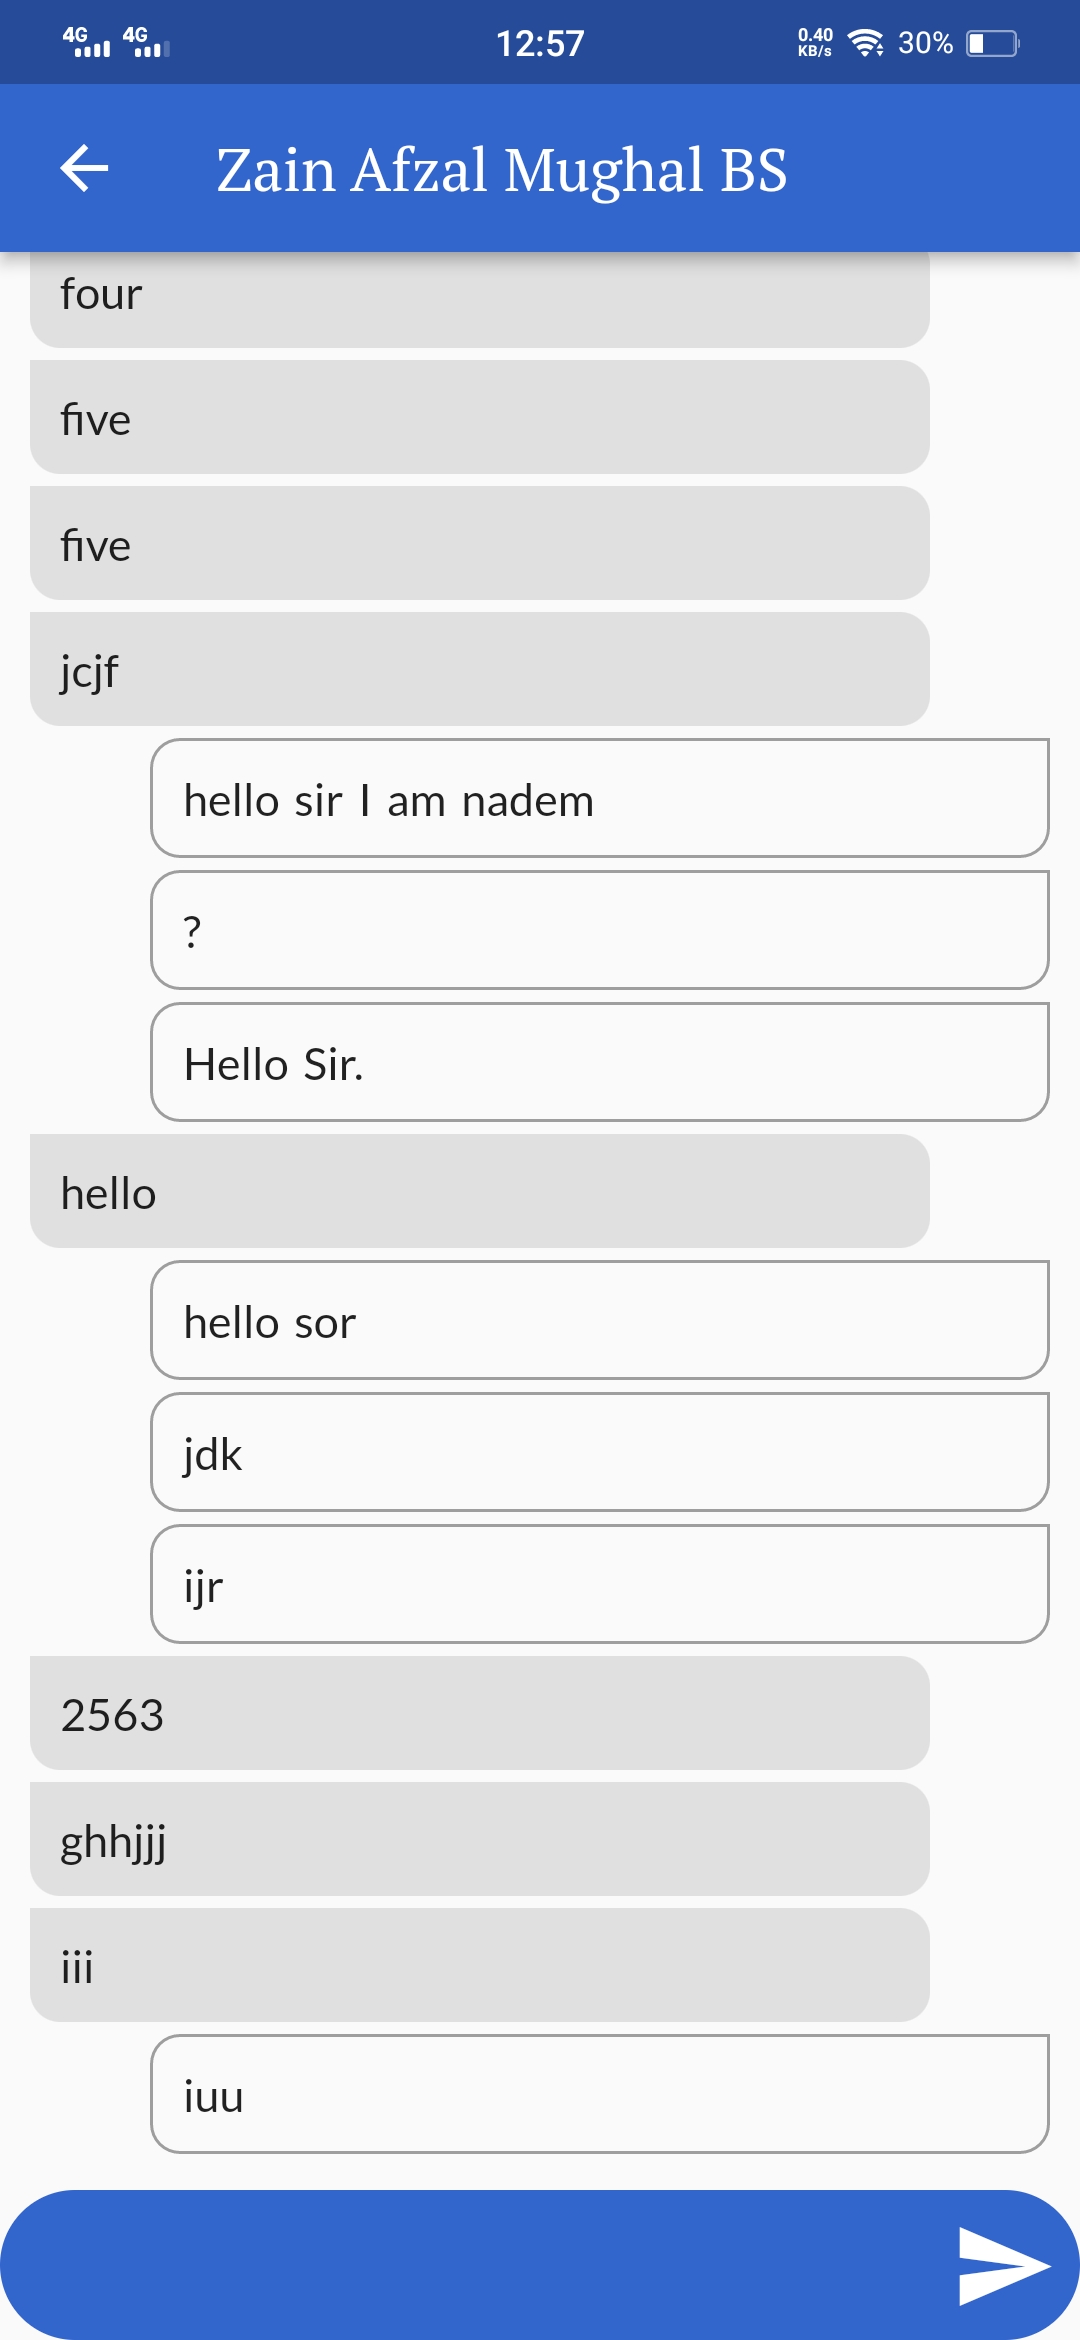 4G 4G 12:57 0.40 KB/s 30%
Zain Afzal Mughal BS
four
five
five
jcjf
hello sir I am nadem
?
Hello Sir.
hello
hello sor
jdk
ijr
2563
ghhjjj
iii
iuu